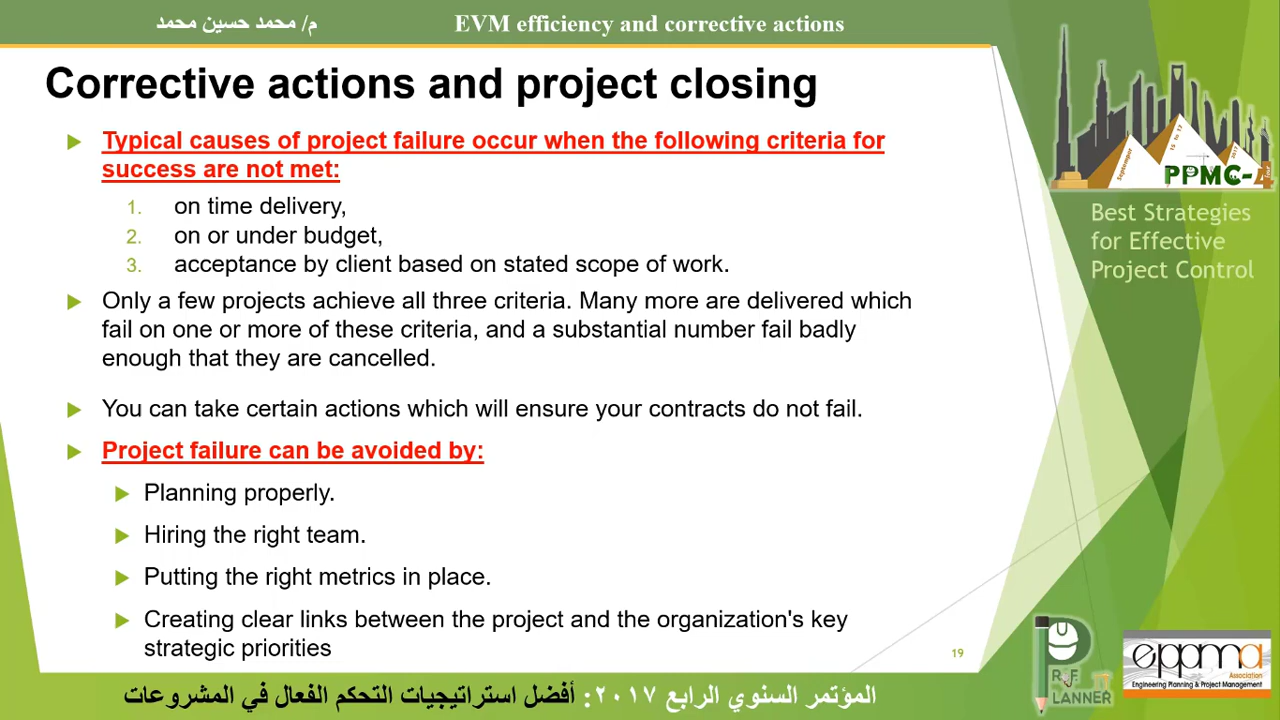 م/ محمد حسين محمد
EVM efficiency and corrective actions
Corrective actions and project closing
Typical causes of project failure occur when the following criteria for
success are not met:
1. on time delivery,
2. on or under budget,
3. acceptance by client based on stated scope of work.
Only a few projects achieve all three criteria. Many more are delivered which
fail on one or more of these criteria, and a substantial number fail badly
enough that they are cancelled.
You can take certain actions which will ensure your contracts do not fail.
Project failure can be avoided by:
Planning properly.
Hiring the right team.
Putting the right metrics in place.
Creating clear links between the project and the organization's key
strategic priorities
19
September
15 to 17
2017
PPMC-4
four
Best Strategies
for Effective
Project Control
P
LANNER
eppma
Association
Engineering Planning & Project Management
المؤتمر السنوي الرابع ٢٠١٧: أفضل استراتيجيات التحكم الفعال في المشروعات